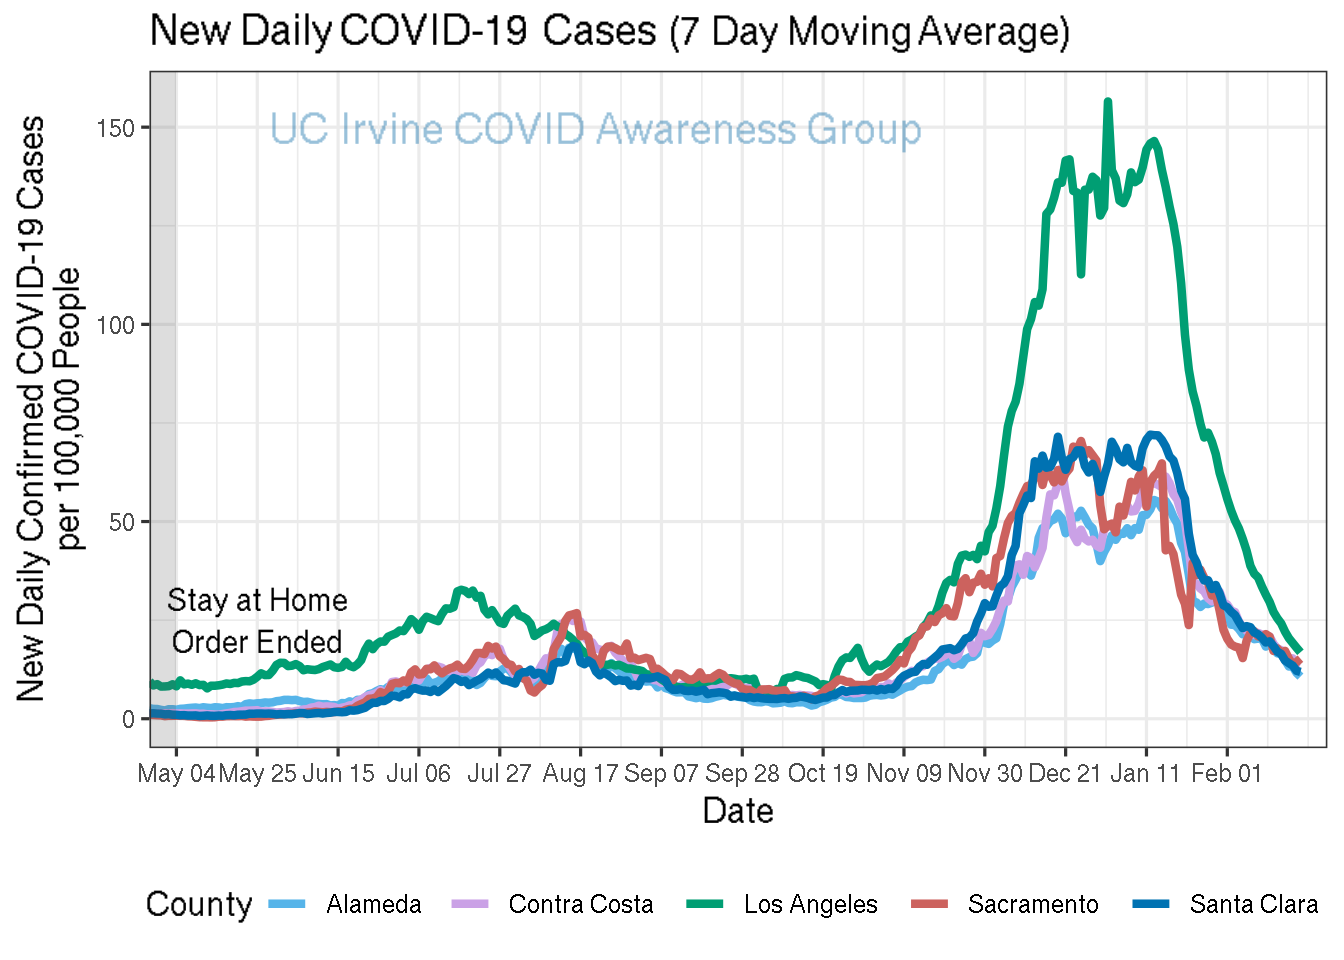 New Daily COVID-19 Cases (7 Day Moving Average)
UC Irvine COVID Awareness Group
New Daily Confirmed COVID-19 Cases
per 100,000 People
150
100
50
0
Stay at Home
Order Ended
May 04 May 25 Jun 15 Jul 06 Jul 27 Aug 17 Sep 07 Sep 28 Oct 19 Nov 09 Nov 30 Dec 21 Jan 11 Feb 01
Date
County Alameda Contra Costa Los Angeles Sacramento Santa Clara